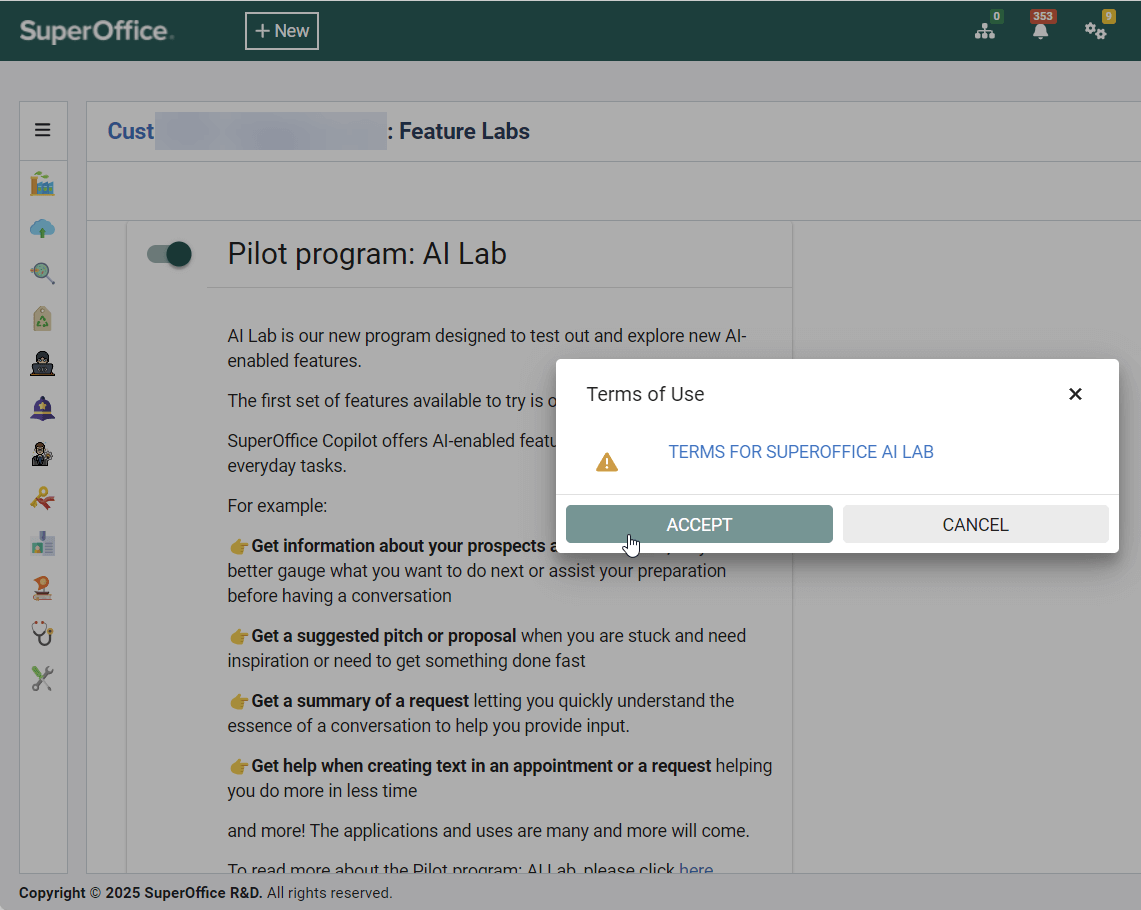 SuperOffice.
+ New
0
353
9
Cust : Feature Labs
Pilot program: AI Lab
AI Lab is our new program designed to test out and explore new AI-
enabled features.
The first set of features available to try is
SuperOffice Copilot offers AI-enabled
everyday tasks.
For example:
👉Get information about your prospects
better gauge what you want to do next or assist your preparation
before having a conversation
👉Get a suggested pitch or proposal when you are stuck and need
inspiration or need to get something done fast
👉Get a summary of a request letting you quickly understand the
essence of a conversation to help you provide input.
👉Get help when creating text in an appointment or a request helping
you do more in less time
and more! The applications and uses are many and more will come.
To read more about the Pilot program: AI Lab, please click here
Terms of Use
TERMS FOR SUPEROFFICE AI LAB
ACCEPT
CANCEL
Copyright © 2025 SuperOffice R&D. All rights reserved.